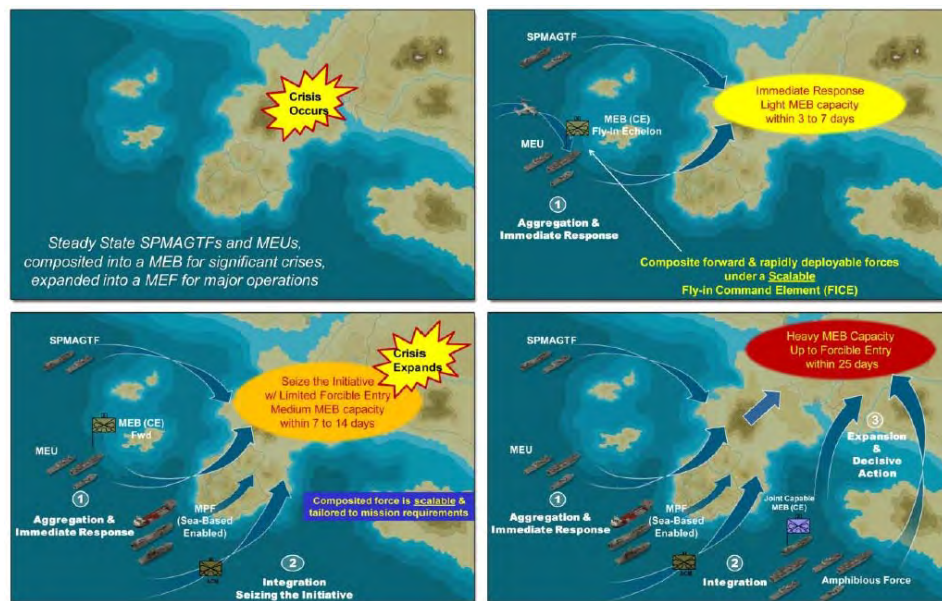 Crisis
Occurs
Steady State SPMAGTFs and MEUs,
composited into a MEB for significant crises,
expanded into a MEF for major operations
SPMAGTF
Immediate Response
Light MEB capacity
within 3 to 7 days
MEB (CE)
Fly-in Echelon
MEU
1
Aggregation &
Immediate Response
Composite forward & rapidly deployable forces
under a Scalable
Fly-in Command Element (FICE)
SPMAGTF
Crisis
Expands
Seize the Initiative
w/ Limited Forcible Entry
Medium MEB capacity
within 7 to 14 days
MEB (CE)
Fwd
MEU
1
Aggregation &
Immediate Response
MPF
(Sea-Based
Enabled)
Composited force is scalable &
tailored to mission requirements
2
Integration
Seizing the Initiative
SPMAGTF
Heavy MEB Capacity
Up to Forcible Entry
within 25 days
3
Expansion
&
Decisive
Action
MEU
1
Aggregation &
Immediate Response
MPF
(Sea-Based
Enabled)
Joint Capable
MEB (CE)
2
Integration
Amphibious Force